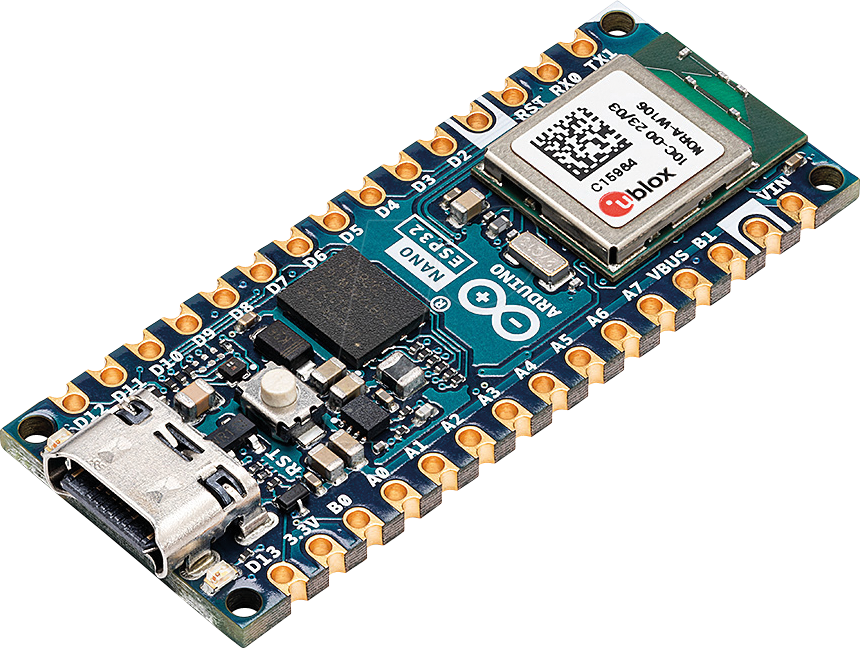 TX1
RX0
RST
D2
D3
D4
D5
D6
D7
D8
D9
D10
D11
D12
NORA-W106
10C-00 23/03
C15984
ublox
NANO
ESP32
®
ARDUINO
VIN
B1
VBUS
A7
A6
A5
A4
A3
A2
A1
A0
B0
3.3V
D13
RST